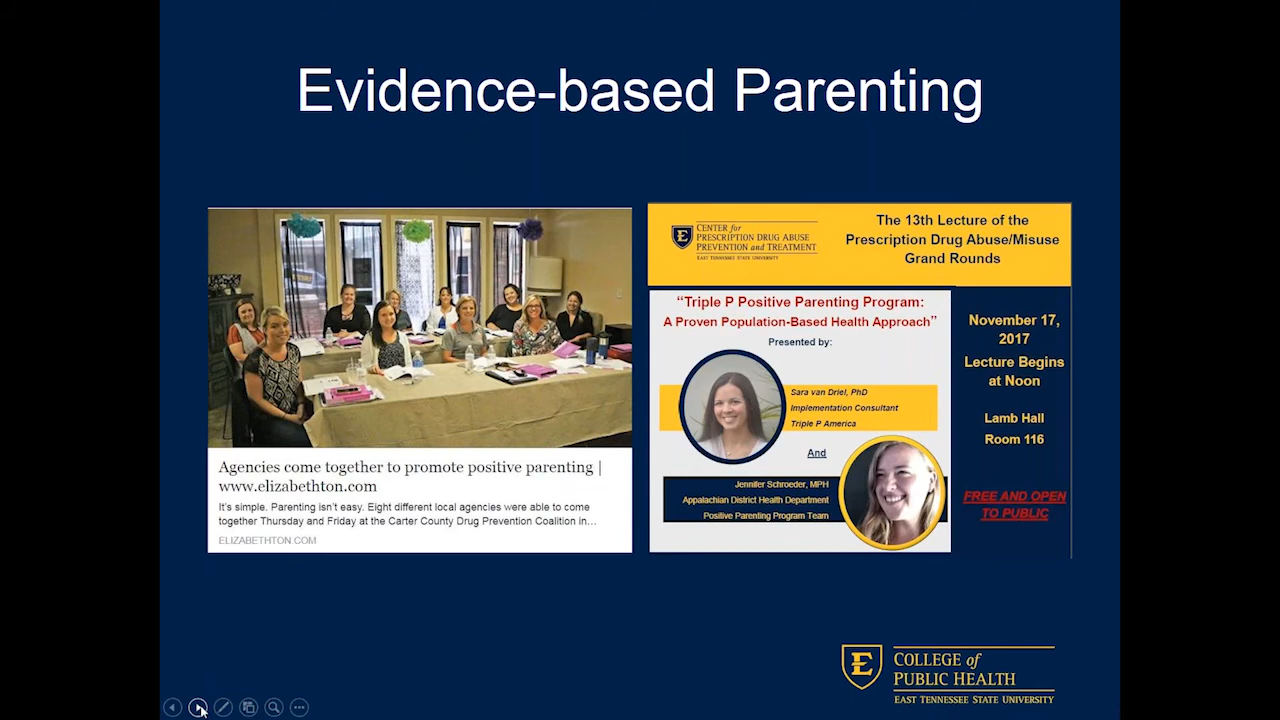 Evidence-based Parenting
Agencies come together to promote positive parenting |
www.elizabethton.com
It's simple. Parenting isn't easy. Eight different local agencies were able to come
together Thursday and Friday at the Carter County Drug Prevention Coalition in…
ELIZABETHTON.COM
E
CENTER for
PRESCRIPTION DRUG ABUSE
PREVENTION and TREATMENT
EAST TENNESSEE STATE UNIVERSITY
The 13th Lecture of the
Prescription Drug Abuse/Misuse
Grand Rounds
“Triple P Positive Parenting Program:
A Proven Population-Based Health Approach”
Presented by:
Sara van Driel, PhD
Implementation Consultant
Triple P America
And
Jennifer Schroeder, MPH
Appalachian District Health Department
Positive Parenting Program Team
November 17,
2017
Lecture Begins
at Noon
Lamb Hall
Room 116
FREE AND OPEN
TO PUBLIC
E
COLLEGE of
PUBLIC HEALTH
EAST TENNESSEE STATE UNIVERSITY